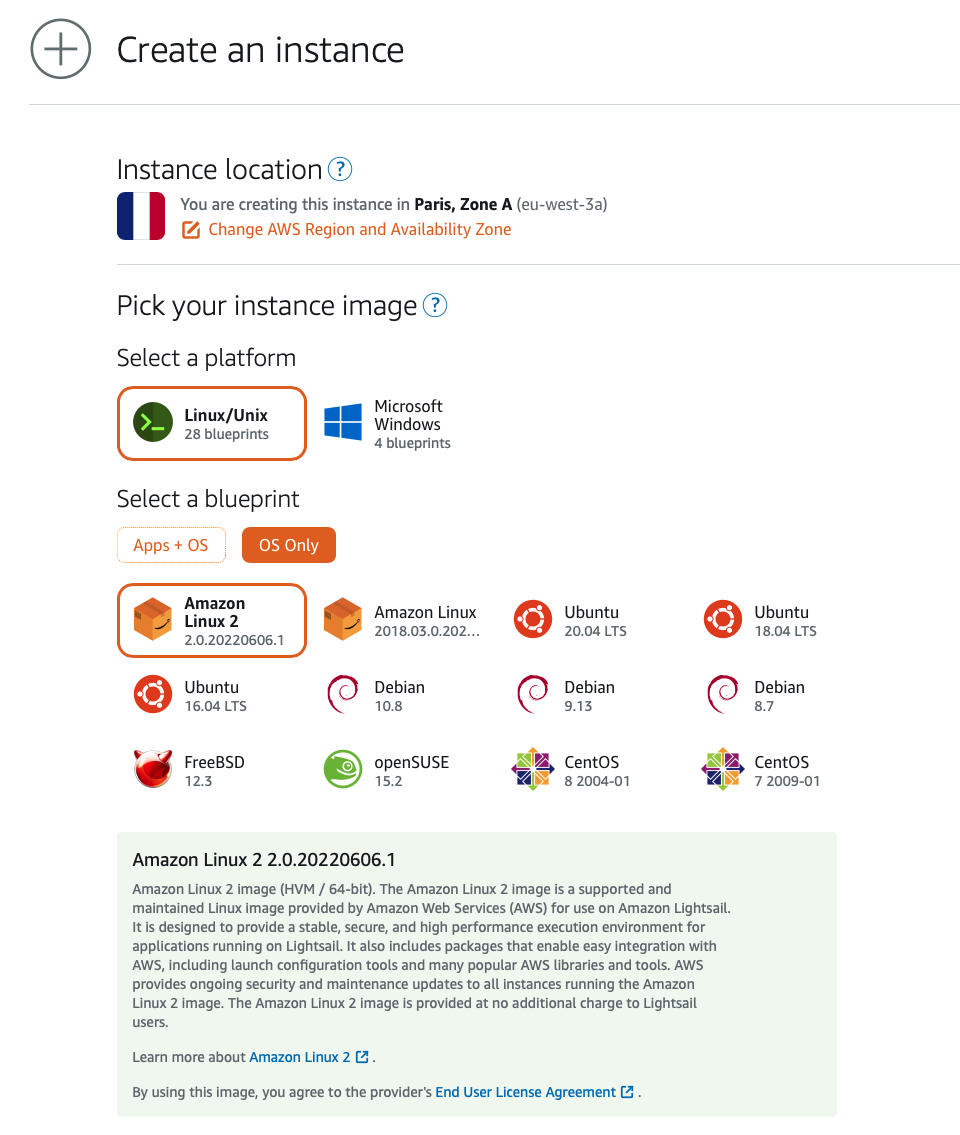 Create an instance
Instance location ?
You are creating this instance in Paris, Zone A (eu-west-3a)
Change AWS Region and Availability Zone
Pick your instance image ?
Select a platform
Linux/Unix
28 blueprints
Microsoft
Windows
4 blueprints
Select a blueprint
Apps + OS
OS Only
Amazon
Linux 2
2.0.20220606.1
Amazon Linux
2018.03.0.202...
Ubuntu
20.04 LTS
Ubuntu
18.04 LTS
Ubuntu
16.04 LTS
Debian
10.8
Debian
9.13
Debian
8.7
FreeBSD
12.3
openSUSE
15.2
CentOS
8 2004-01
CentOS
7 2009-01
Amazon Linux 2 2.0.20220606.1
Amazon Linux 2 image (HVM / 64-bit). The Amazon Linux 2 image is a supported and
maintained Linux image provided by Amazon Web Services (AWS) for use on Amazon Lightsail.
It is designed to provide a stable, secure, and high performance execution environment for
applications running on Lightsail. It also includes packages that enable easy integration with
AWS, including launch configuration tools and many popular AWS libraries and tools. AWS
provides ongoing security and maintenance updates to all instances running the Amazon
Linux 2 image. The Amazon Linux 2 image is provided at no additional charge to Lightsail
users.
Learn more about Amazon Linux 2 .
By using this image, you agree to the provider's End User License Agreement .